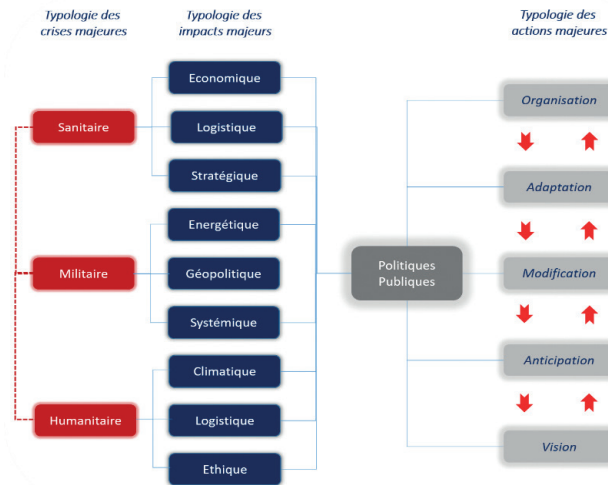 Typologie des
crises majeures
Typologie des
impacts majeurs
Typologie des
actions majeures
Sanitaire
Militaire
Humanitaire
Economique
Logistique
Stratégique
Energétique
Géopolitique
Systémique
Climatique
Logistique
Ethique
Politiques
Publiques
Organisation
Adaptation
Modification
Anticipation
Vision